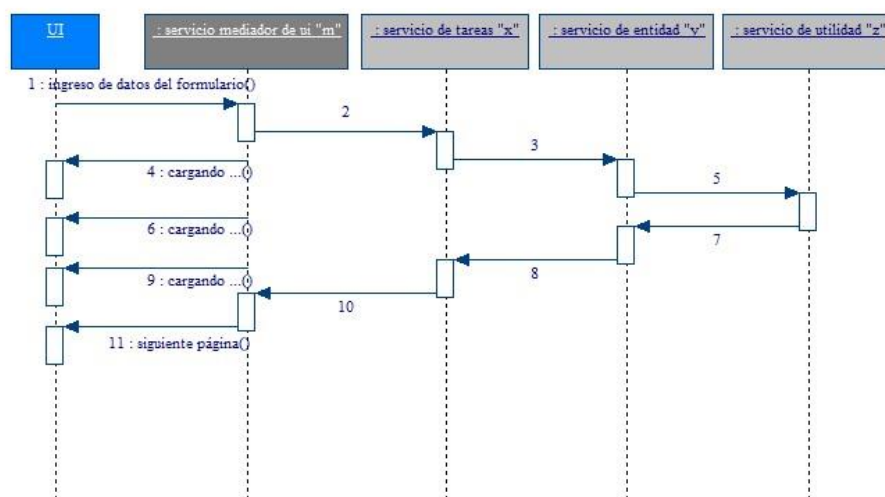 UI
: servicio mediador de ui "m"
: servicio de tareas "x"
: servicio de entidad "y"
: servicio de utilidad "z"
1 : ingreso de datos del formulario()
2
3
4 : cargando ...()
5
6 : cargando ...()
7
8
9 : cargando ...()
10
11 : siguiente página()